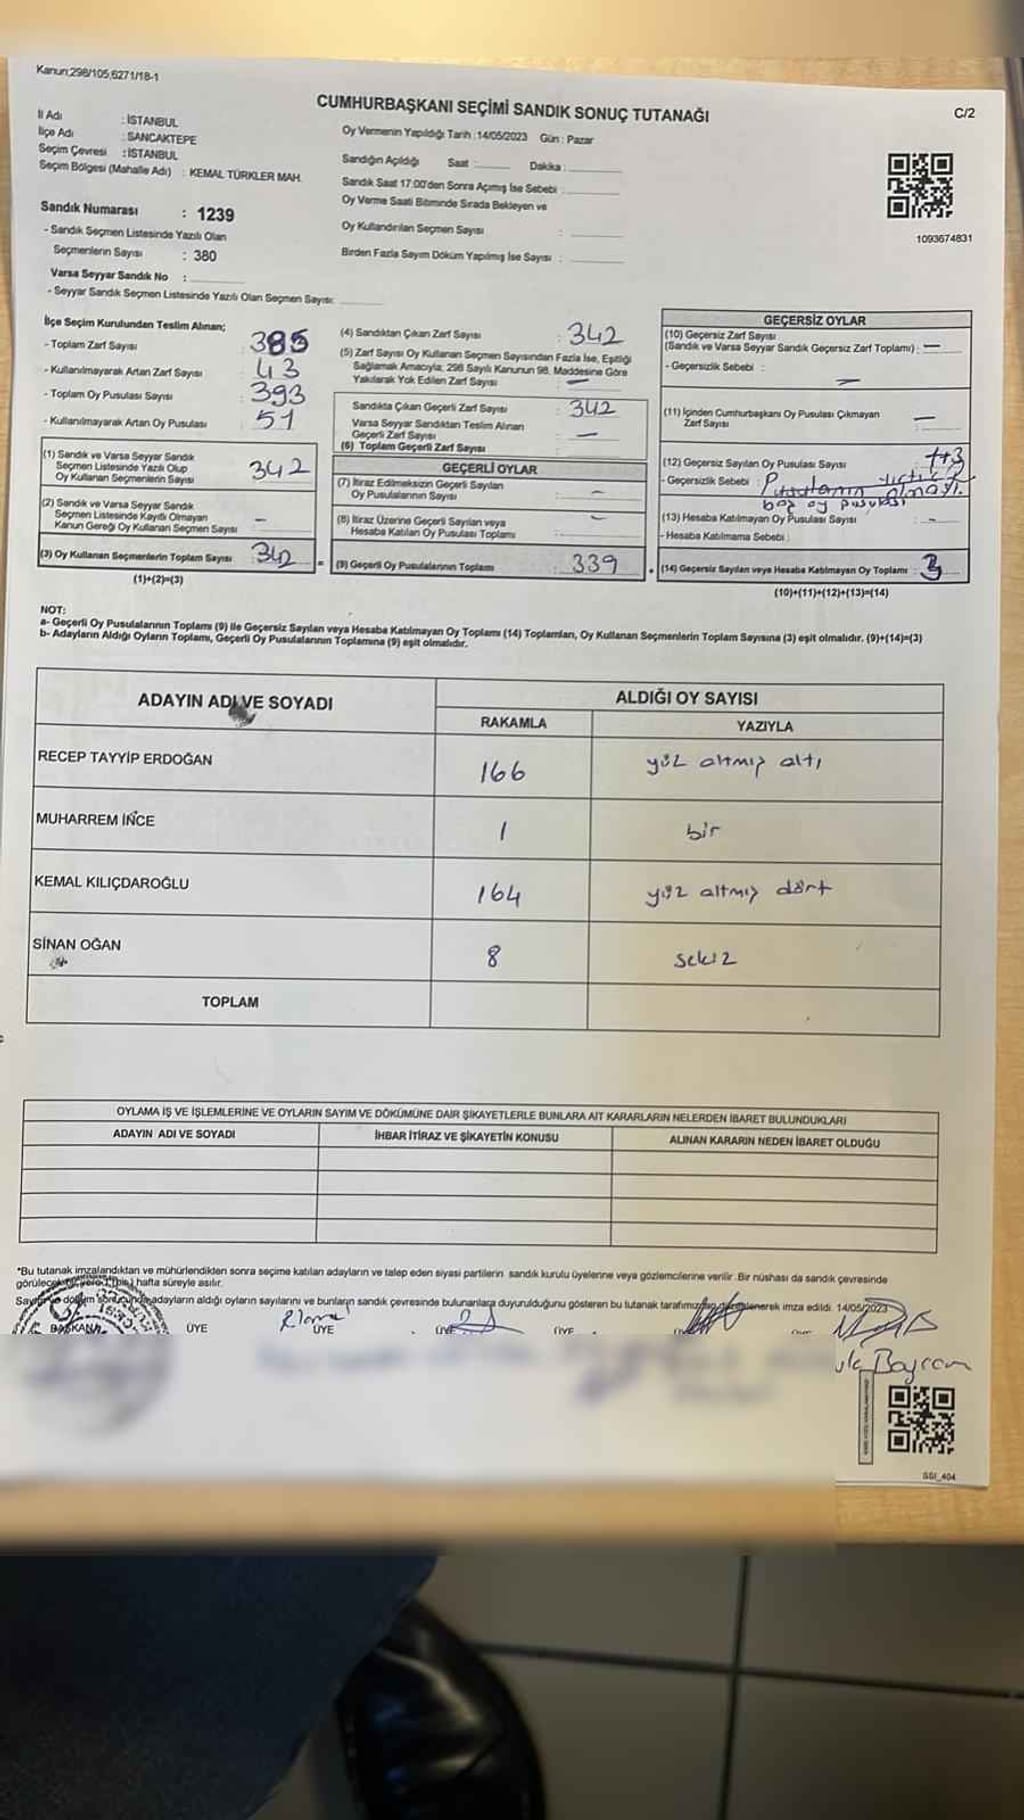 Kanun;298/105,6271/18-1
CUMHURBAŞKANI SEÇİMİ SANDIK SONUÇ TUTANAĞI
C/2
İl Adı : İSTANBUL
İlçe Adı : SANCAKTEPE
Seçim Çevresi : İSTANBUL
Seçim Bölgesi (Mahalle Adı) : KEMAL TÜRKLER MAH.
Oy Vermenin Yapıldığı Tarih :14/05/2023 Gün : Pazar
Sandığın Açıldığı Saat : Dakika :
Sandık Saat 17:00'den Sonra Açımış İse Sebebi :
Oy Verme Saati Bitiminde Sırada Bekleyen ve
Oy Kullandırılan Seçmen Sayısı :
Birden Fazla Sayım Döküm Yapılmış İse Sayısı :
1093674831
Sandık Numarası : 1239
- Sandık Seçmen Listesinde Yazılı Olan
Seçmenlerin Sayısı : 380
Varsa Seyyar Sandık No :
- Seyyar Sandık Seçmen Listesinde Yazılı Olan Seçmen Sayısı:
İlçe Seçim Kurulundan Teslim Alınan;
- Toplam Zarf Sayısı 385
- Kullanılmayarak Artan Zarf Sayısı 43
- Toplam Oy Pusulası Sayısı 393
- Kullanılmayarak Artan Oy Pusulası 51
(1) Sandık ve Varsa Seyyar Sandık
Seçmen Listesinde Yazılı Olup
Oy Kullanan Seçmenlerin Sayısı 342
(2) Sandık ve Varsa Seyyar Sandık
Seçmen Listesinde Kayıtlı Olmayan
Kanun Gereği Oy Kullanan Seçmen Sayısı –
(3) Oy Kullanan Seçmenlerin Toplam Sayısı 342
(1)+(2)=(3)
(4) Sandıktan Çıkan Zarf Sayısı : 342
(5) Zarf Sayısı Oy Kullanan Seçmen Sayısından Fazla İse, Eşitliği
Sağlamak Amacıyla; 298 Sayılı Kanunun 98. Maddesine Göre
Yakılarak Yok Edilen Zarf Sayısı –
Sandıkta Çıkan Geçerli Zarf Sayısı : 342
Varsa Seyyar Sandıktan Teslim Alınan
Geçerli Zarf Sayısı –
(6) Toplam Geçerli Zarf Sayısı
GEÇERLİ OYLAR
(7) İtiraz Edilmeksizin Geçerli Sayılan
Oy Pusulalarının Sayısı –
(8) İtiraz Üzerine Geçerli Sayılan veya
Hesaba Katılan Oy Pusulası Toplamı –
(9) Geçerli Oy Pusulalarının Toplamı : 339
GEÇERSİZ OYLAR
(10) Geçersiz Zarf Sayısı
(Sandık ve Varsa Seyyar Sandık Geçersiz Zarf Toplamı) : –
- Geçersizlik Sebebi :
–
(11) İçinden Cumhurbaşkanı Oy Pusulası Çıkmayan
Zarf Sayısı –
(12) Geçersiz Sayılan Oy Pusulası Sayısı
- Geçersizlik Sebebi : Pusulanın yırtık olması.
boş oy pusulası
(13) Hesaba Katılmayan Oy Pusulası Sayısı : –
- Hesaba Katılmama Sebebi :
(14) Geçersiz Sayılan veya Hesaba Katılmayan Oy Toplamı : 3
(10)+(11)+(12)+(13)=(14)
NOT:
a- Geçerli Oy Pusulalarının Toplamı (9) ile Geçersiz Sayılan veya Hesaba Katılmayan Oy Toplamı (14) Toplamları, Oy Kullanan Seçmenlerin Toplam Sayısına (3) eşit olmalıdır. (9)+(14)=(3)
b- Adayların Aldığı Oyların Toplamı, Geçerli Oy Pusulalarının Toplamına (9) eşit olmalıdır.
ADAYIN ADI VE SOYADI
ALDIĞI OY SAYISI
RAKAMLA YAZIYLA
RECEP TAYYİP ERDOĞAN 166 yüz altmış altı
MUHARREM İNCE 1 bir
KEMAL KILIÇDAROĞLU 164 yüz altmış dört
SİNAN OĞAN 8 sekiz
TOPLAM
OYLAMA İŞ VE İŞLEMLERİNE VE OYLARIN SAYIM VE DÖKÜMÜNE DAİR ŞİKAYETLERLE BUNLARA AİT KARARLARIN NELERDEN İBARET BULUNDUKLARI
ADAYIN ADI VE SOYADI İHBAR İTİRAZ VE ŞİKAYETİN KONUSU ALINAN KARARIN NEDEN İBARET OLDUĞU
*Bu tutanak imzalandıktan ve mühürlendikten sonra seçime katılan adayların ve talep eden siyasi partilerin sandık kurulu üyelerine veya gözlemcilerine verilir. Bir nüshası da sandık çevresinde
görülecek bir yere 1 (bir) hafta süreyle asılır.
Sayım ve döküm sonucunda adayların aldığı oyların sayılarını ve bunların sandık çevresinde bulunanlara duyurulduğunu gösteren bu tutanak tarafımızdan düzenlenerek imza edildi. 14/05/2023
BAŞKAN ÜYE ÜYE ÜYE ÜYE
Bayram
SSI_404